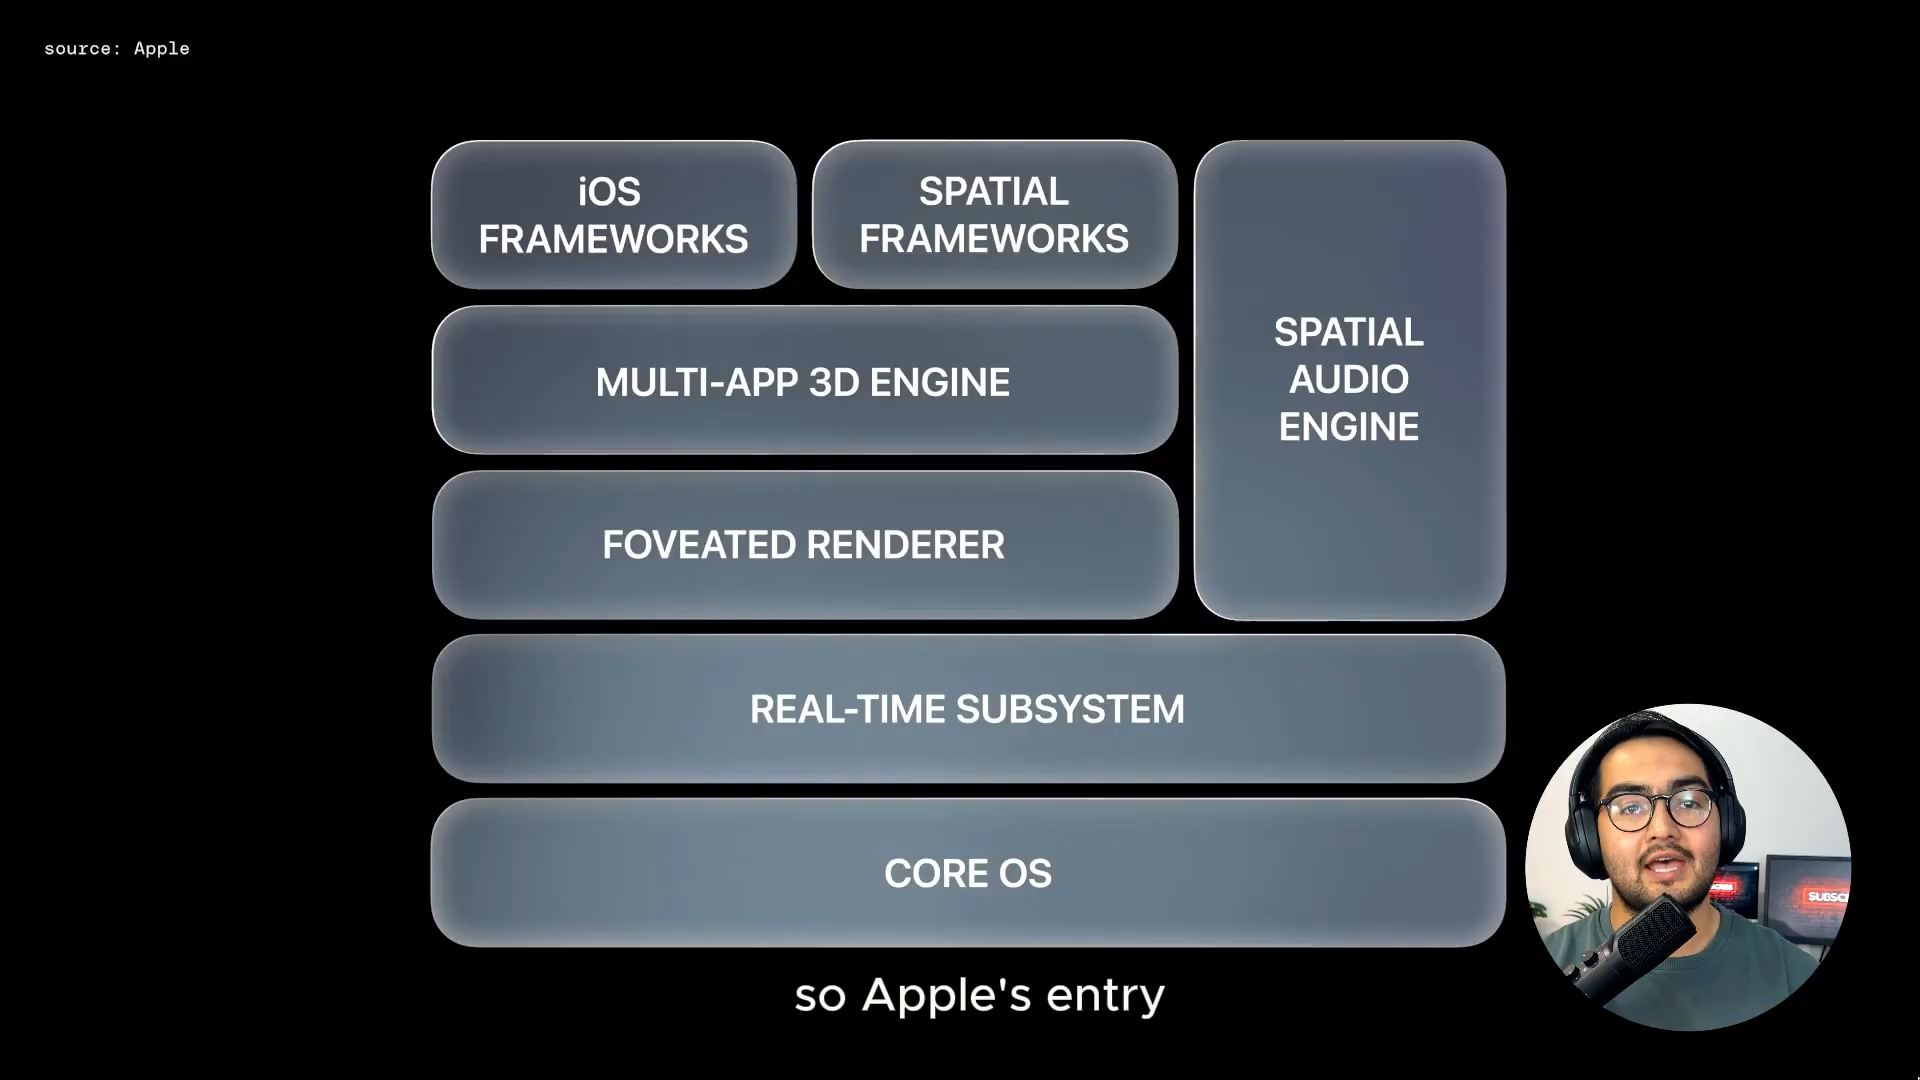 source: Apple
iOS
FRAMEWORKS
SPATIAL
FRAMEWORKS
SPATIAL
AUDIO
ENGINE
MULTI-APP 3D ENGINE
FOVEATED RENDERER
REAL-TIME SUBSYSTEM
CORE OS
so Apple's entry